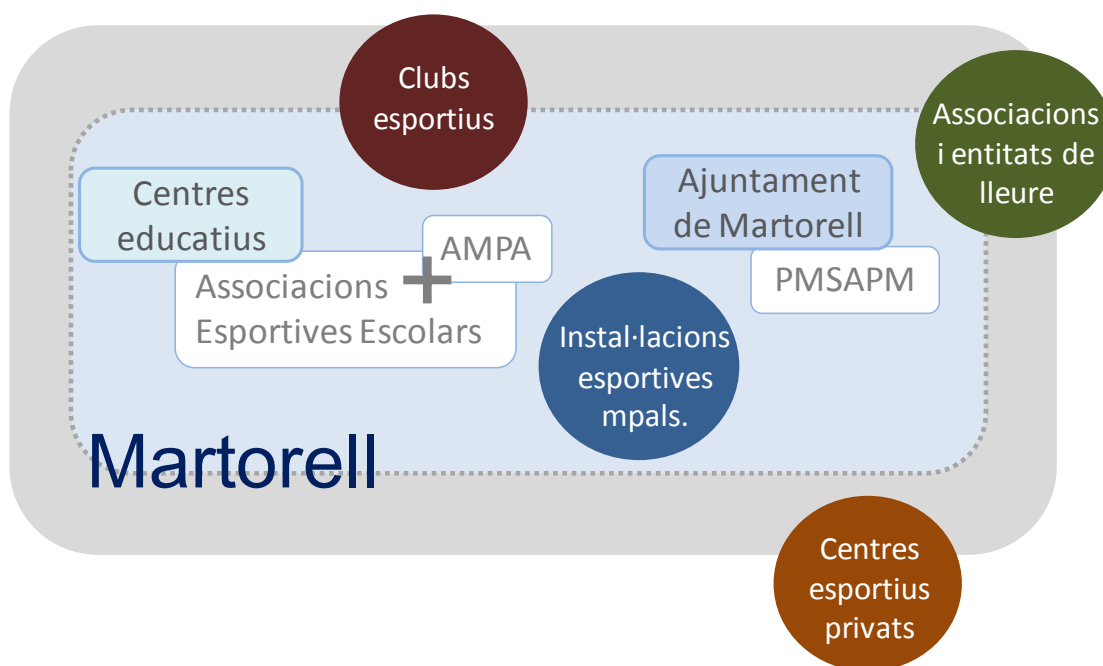 Clubs
esportius
Associacions
i entitats de
lleure
Centres
educatius
Ajuntament
de Martorell
AMPA
PMSAPM
Associacions
Esportives Escolars
+
Instal·lacions
esportives
mpals.
Martorell
Centres
esportius
privats